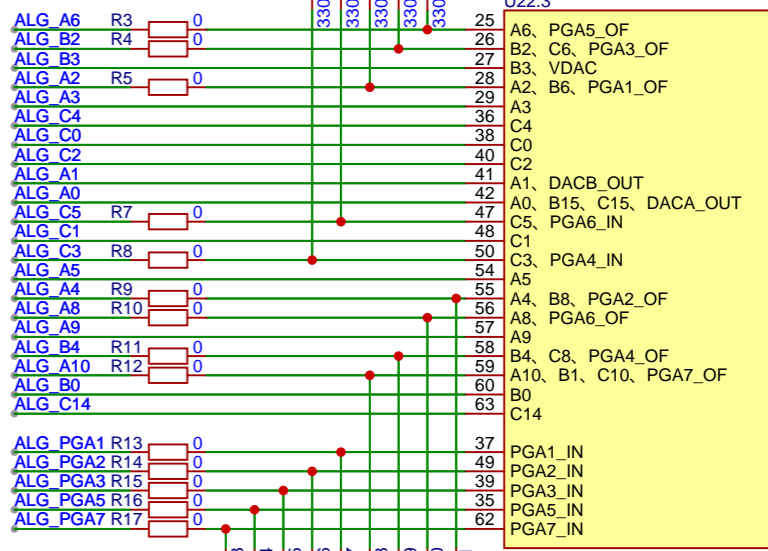 330
330
330
330
330
U22.3
ALG_A6 R3 0 25 A6、PGA5_OF
ALG_B2 R4 0 26 B2、C6、PGA3_OF
ALG_B3 27 B3、VDAC
ALG_A2 R5 0 28 A2、B6、PGA1_OF
ALG_A3 29 A3
ALG_C4 36 C4
ALG_C0 38 C0
ALG_C2 40 C2
ALG_A1 41 A1、DACB_OUT
ALG_A0 42 A0、B15、C15、DACA_OUT
ALG_C5 R7 0 47 C5、PGA6_IN
ALG_C1 48 C1
ALG_C3 R8 0 50 C3、PGA4_IN
ALG_A5 54 A5
ALG_A4 R9 0 55 A4、B8、PGA2_OF
ALG_A8 R10 0 56 A8、PGA6_OF
ALG_A9 57 A9
ALG_B4 R11 0 58 B4、C8、PGA4_OF
ALG_A10 R12 0 59 A10、B1、C10、PGA7_OF
ALG_B0 60 B0
ALG_C14 63 C14
ALG_PGA1 R13 0 37 PGA1_IN
ALG_PGA2 R14 0 49 PGA2_IN
ALG_PGA3 R15 0 39 PGA3_IN
ALG_PGA5 R16 0 35 PGA5_IN
ALG_PGA7 R17 0 62 PGA7_IN